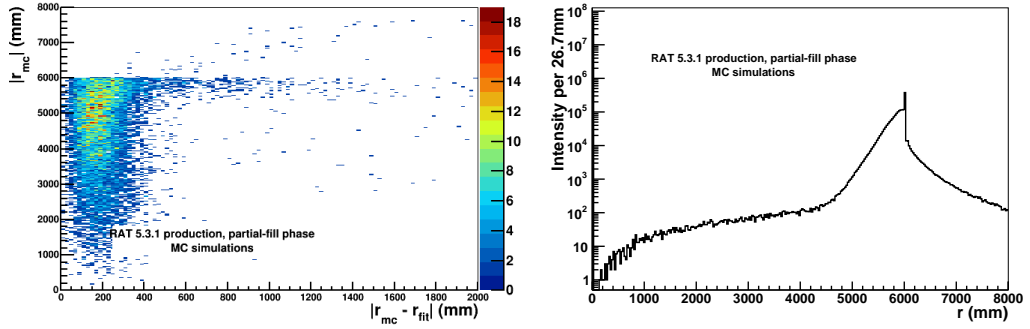 |r_mc| (mm)
8000
7000
6000
5000
4000
3000
2000
1000
0
RAT 5.3.1 production, partial-fill phase
MC simulations
0 200 400 600 800 1000 1200 1400 1600 1800 2000
|r_mc - r_fit| (mm)
18
16
14
12
10
8
6
4
2
0
Intensity per 26.7mm
10^8
10^7
10^6
10^5
10^4
10^3
10^2
10
1
RAT 5.3.1 production, partial-fill phase
MC simulations
0 1000 2000 3000 4000 5000 6000 7000 8000
r (mm)